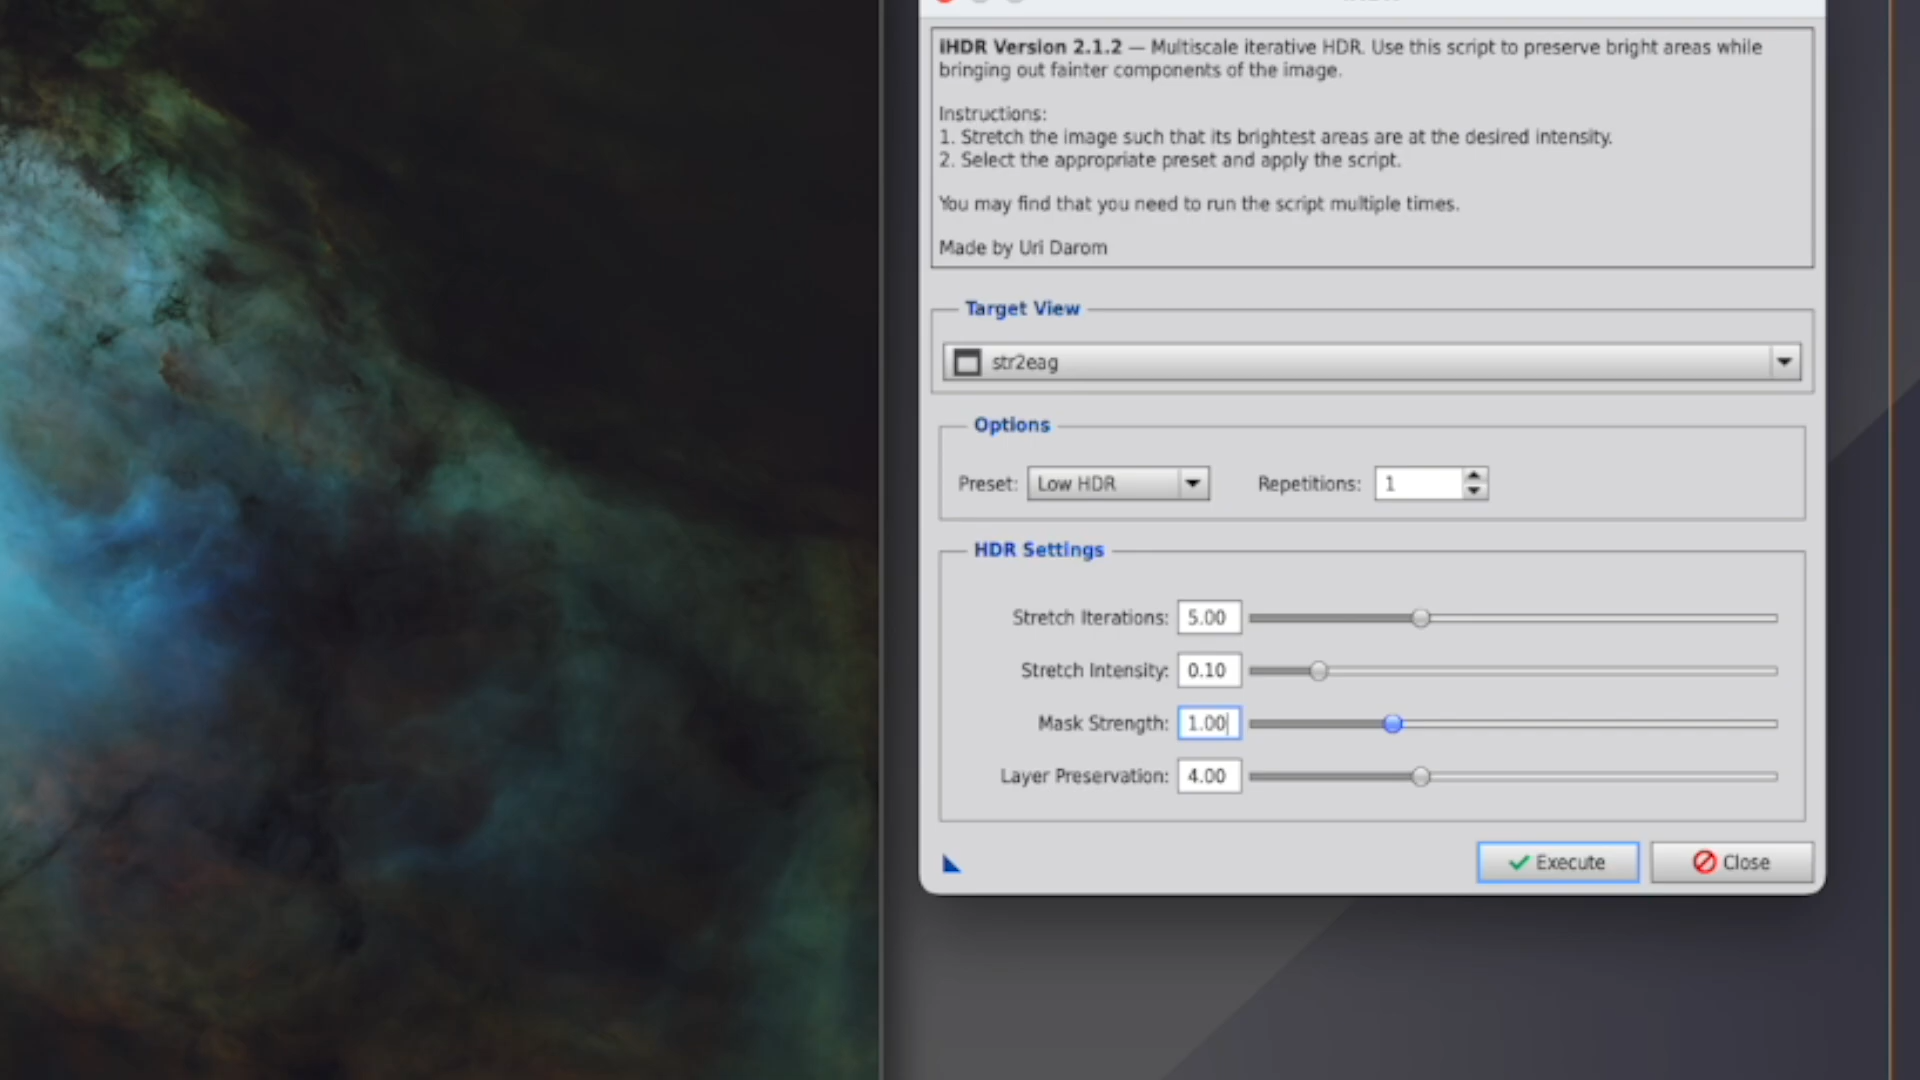 iHDR Version 2.1.2 — Multiscale iterative HDR. Use this script to preserve bright areas while
bringing out fainter components of the image.
Instructions:
1. Stretch the image such that its brightest areas are at the desired intensity.
2. Select the appropriate preset and apply the script.
You may find that you need to run the script multiple times.
Made by Uri Darom
Target View
str2eag
Options
Preset: Low HDR Repetitions: 1
HDR Settings
Stretch Iterations: 5.00
Stretch Intensity: 0.10
Mask Strength: 1.00
Layer Preservation: 4.00
Execute Close